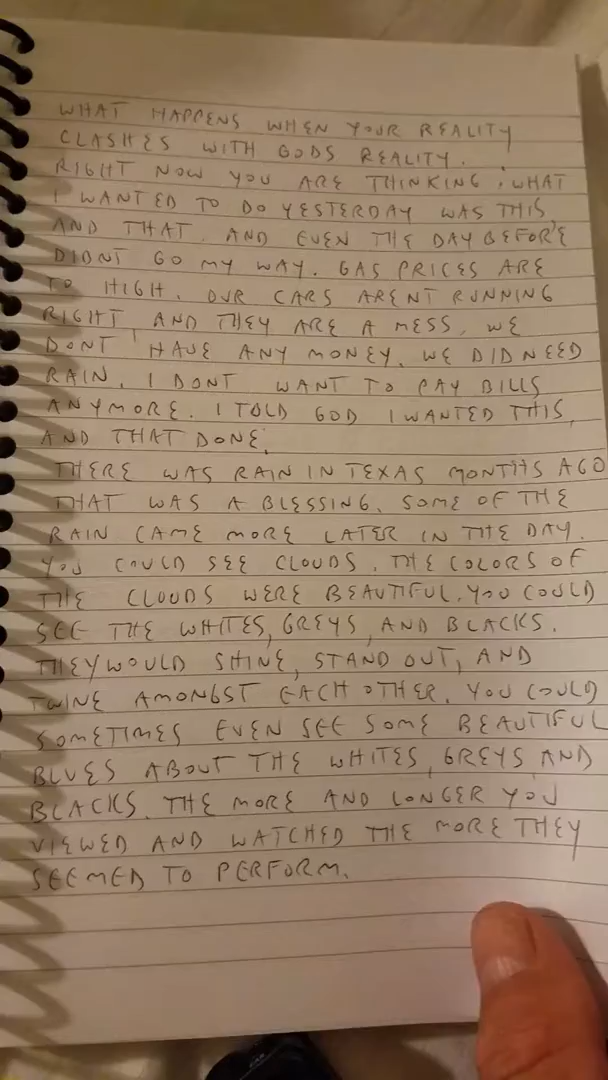 WHAT HAPPENS WHEN YOUR REALITY
CLASHES WITH GODS REALITY.
RIGHT NOW YOU ARE THINKING, WHAT
I WANTED TO DO YESTERDAY WAS THIS,
AND THAT. AND EVEN THE DAY BEFORE
DIDNT GO MY WAY. GAS PRICES ARE
TO HIGH. OUR CARS ARENT RUNNING
RIGHT, AND THEY ARE A MESS. WE
DONT HAVE ANY MONEY. WE DID NEED
RAIN. I DONT WANT TO PAY BILLS
ANYMORE. I TOLD GOD I WANTED THIS,
AND THAT DONE.
THERE WAS RAIN IN TEXAS MONTHS AGO
THAT WAS A BLESSING. SOME OF THE
RAIN CAME MORE LATER IN THE DAY.
YOU COULD SEE CLOUDS. THE COLORS OF
THE CLOUDS WERE BEAUTIFUL. YOU COULD
SEE THE WHITES, GREYS, AND BLACKS.
THEY WOULD SHINE, STAND OUT, AND
TWINE AMONGST EACH OTHER. YOU COULD
SOMETIMES EVEN SEE SOME BEAUTIFUL
BLUES ABOUT THE WHITES, GREYS AND
BLACKS. THE MORE AND LONGER YOU
VIEWED AND WATCHED THE MORE THEY
SEEMED TO PERFORM.